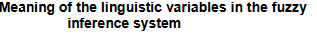 Meaning of the linguistic variables in the fuzzy
inference system